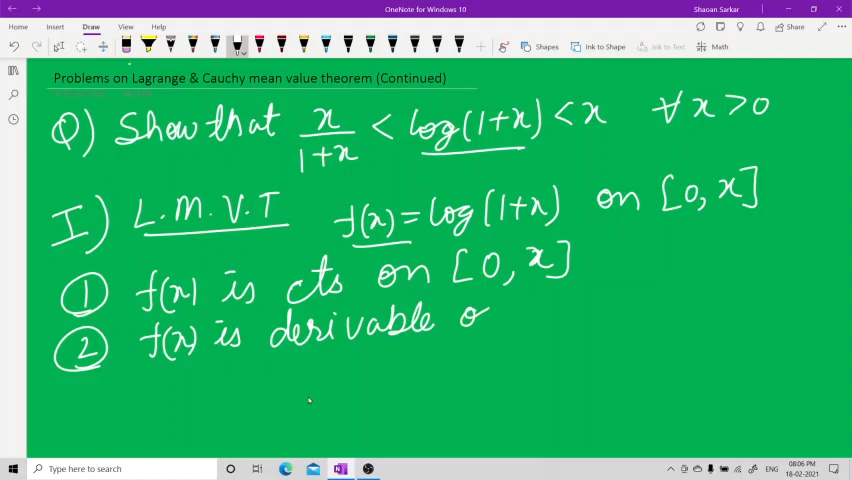 OneNote for Windows 10
Shaoan Sarkar
Home Insert Draw View Help
Share
Shapes Ink to Shape Ink to Text Math
Problems on Lagrange & Cauchy mean value theorem (Continued)
Q) Show that x/(1+x) < log(1+x) < x ∀ x > 0
I) L.M.V.T f(x) = log(1+x) on [0, x]
① f(x) is cts on [0, x]
② f(x) is derivable o
Type here to search
ENG
08:06 PM
18-02-2021